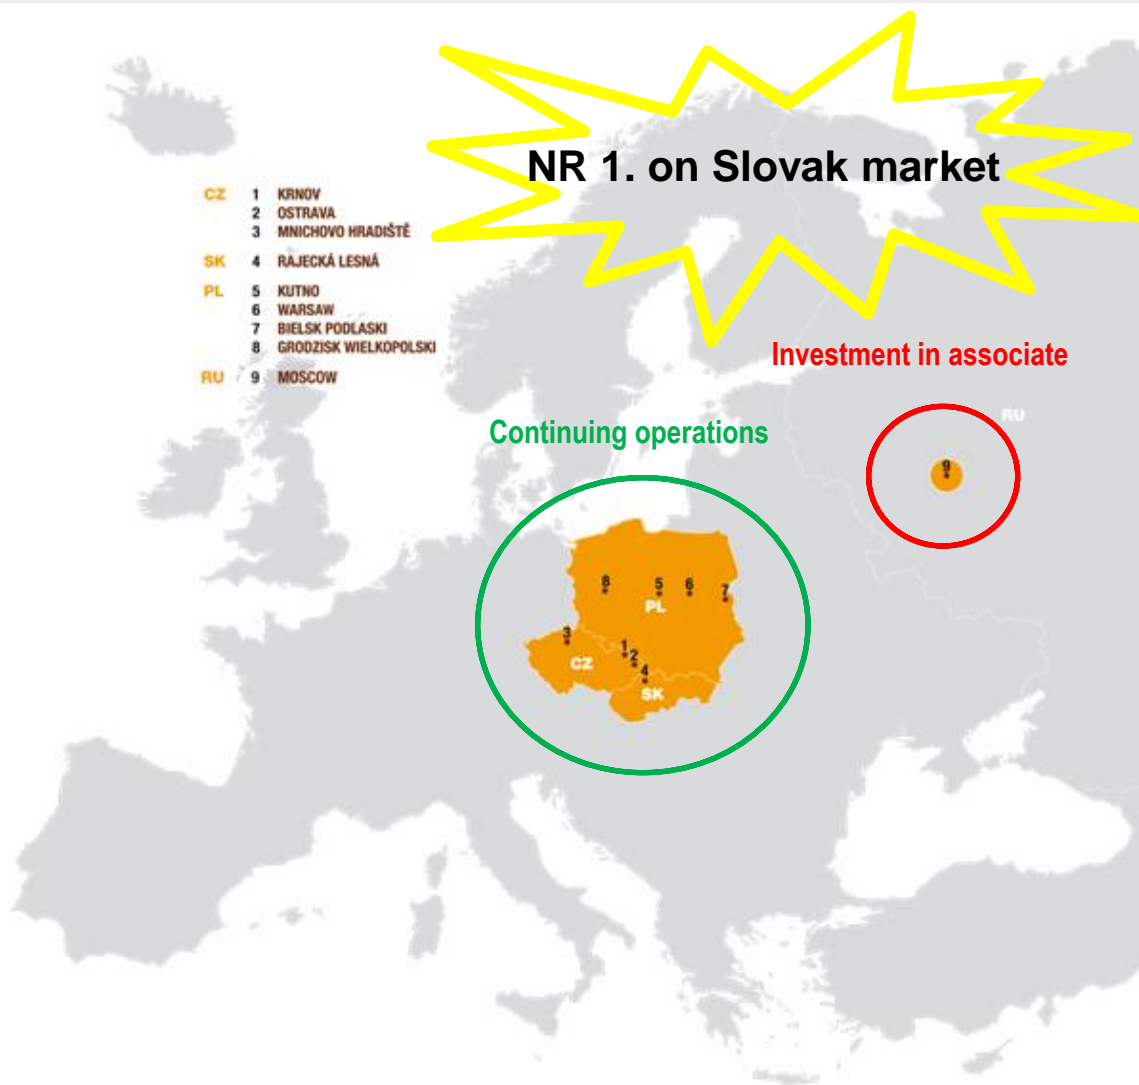 NR 1. on Slovak market
CZ 1 KRNOV
2 OSTRAVA
3 MNICHOVO HRADIŠTĚ
SK 4 RAJECKÁ LESNÁ
PL 5 KUTNO
6 WARSAW
7 BIELSK PODLASKI
8 GRODZISK WIELKOPOLSKI
RU 9 MOSCOW
Investment in associate
RU
Continuing operations
9
8 5 6 7
PL
3
1
2
CZ
4
SK